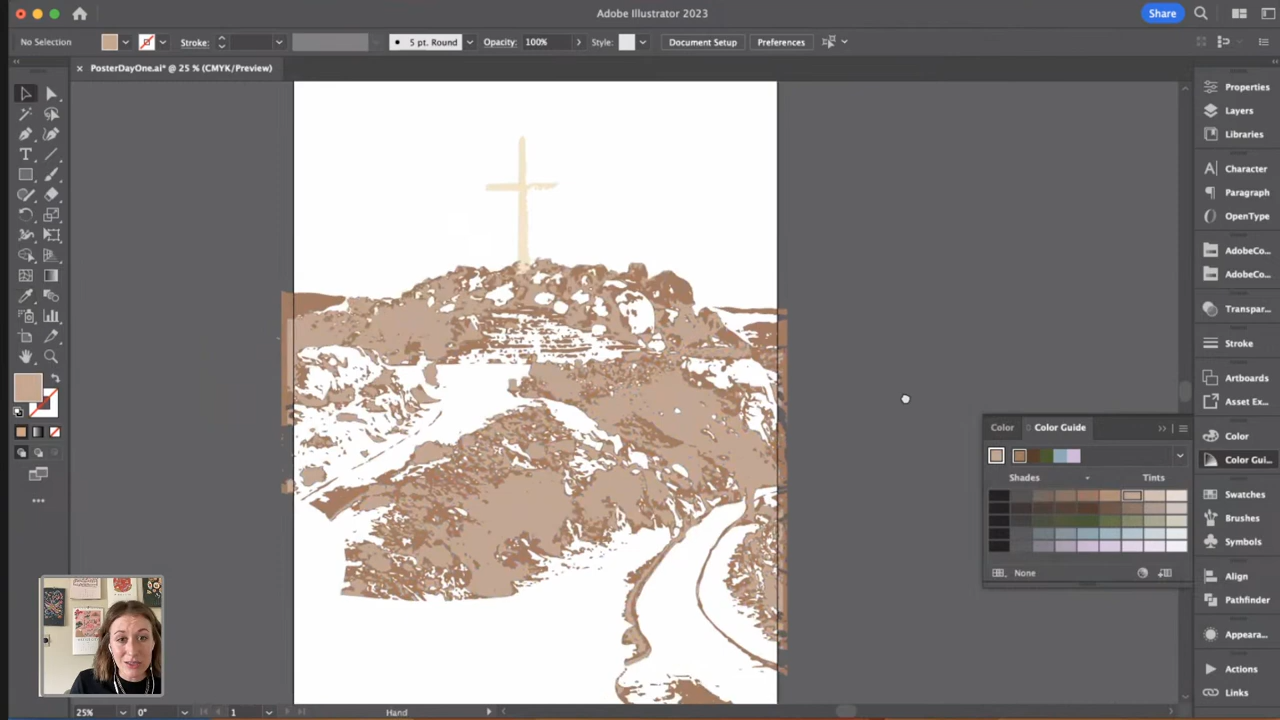 Adobe Illustrator 2023
Share
No Selection
Stroke:
5 pt. Round
Opacity:
100%
Style:
Document Setup
Preferences
PosterDayOne.ai* @ 25 % (CMYK/Preview)
Properties
Layers
Libraries
Character
Paragraph
OpenType
AdobeCo...
AdobeCo...
Transpar...
Stroke
Artboards
Asset Ex...
Color
Color Gui...
Swatches
Brushes
Symbols
Align
Pathfinder
Appeara...
Actions
Links
Color
Color Guide
Shades
Tints
None
25%
0°
1
Hand